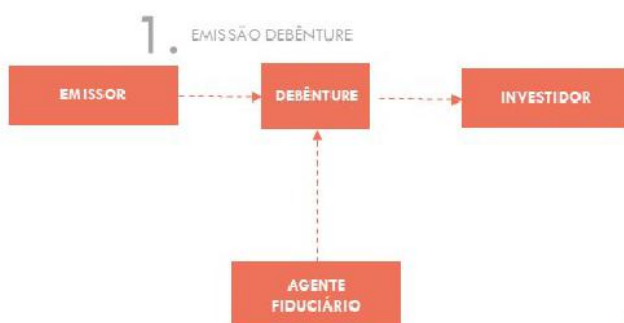 1. EMISSÃO DEBÊNTURE
EMISSOR
DEBÊNTURE
INVESTIDOR
AGENTE
FIDUCIÁRIO